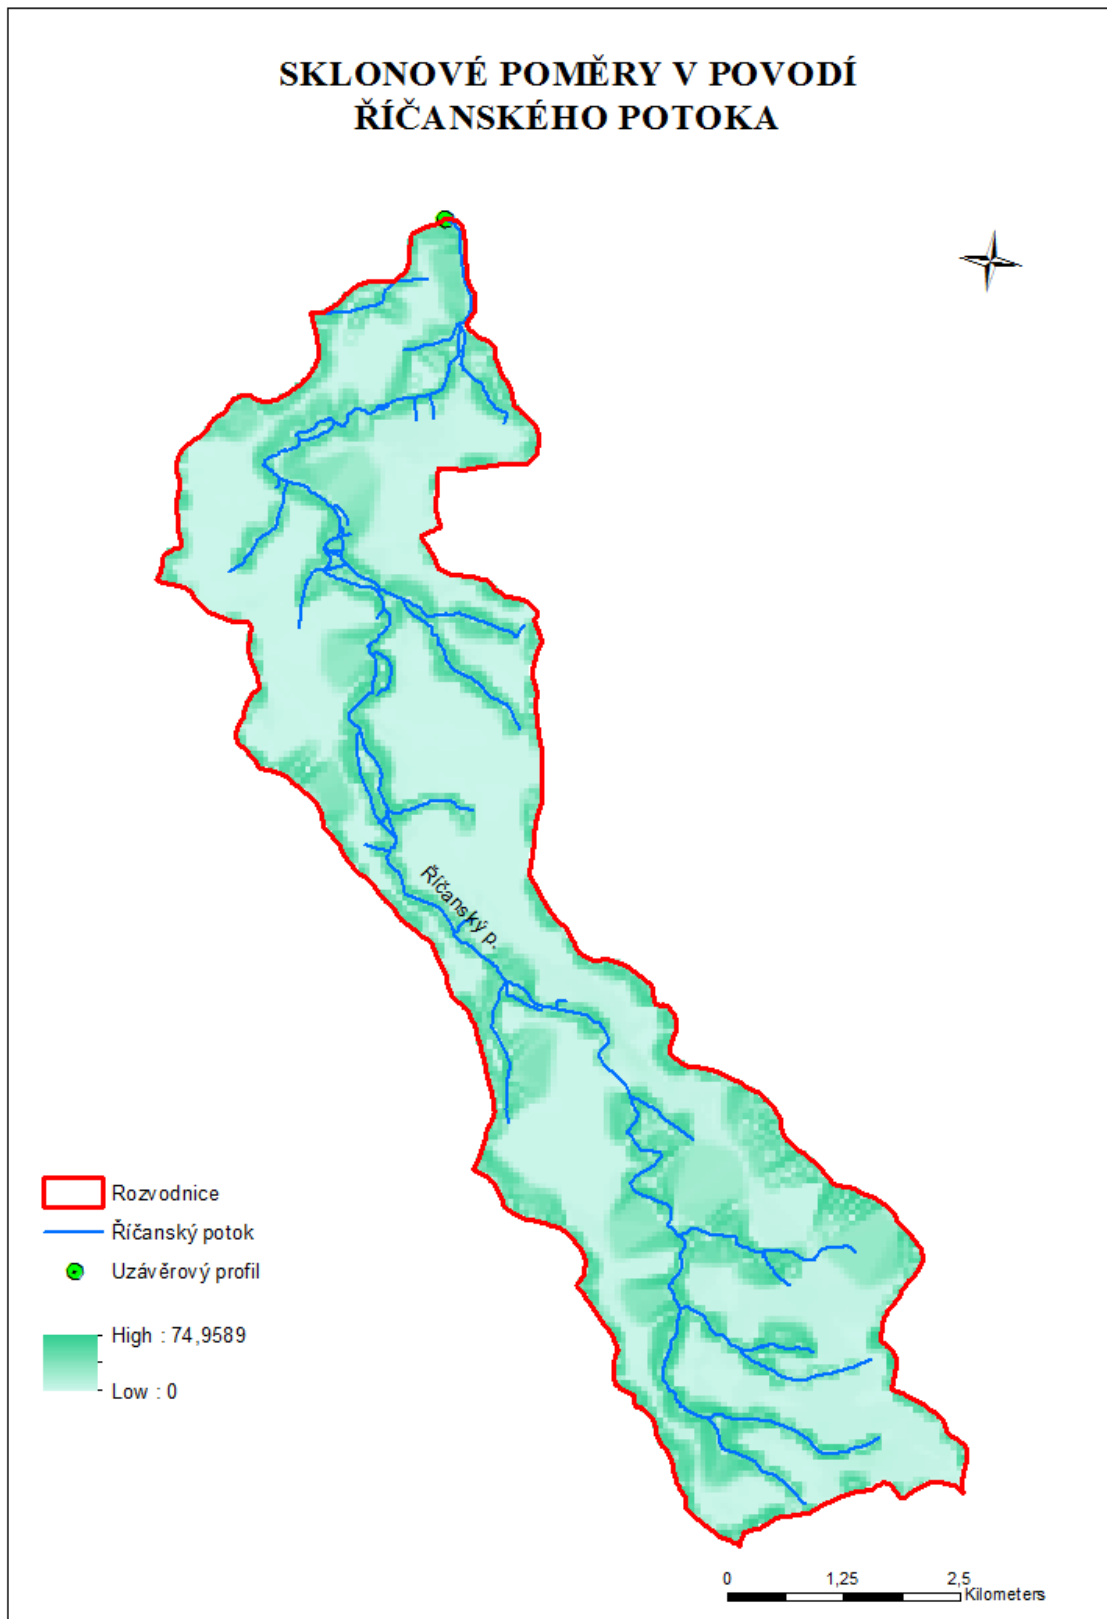 SKLONOVÉ POMĚRY V POVODÍ
ŘÍČANSKÉHO POTOKA
Říčanský p.
Rozvodnice
Říčanský potok
Uzávěrový profil
High : 74,9589
Low : 0
0 1,25 2,5
Kilometers